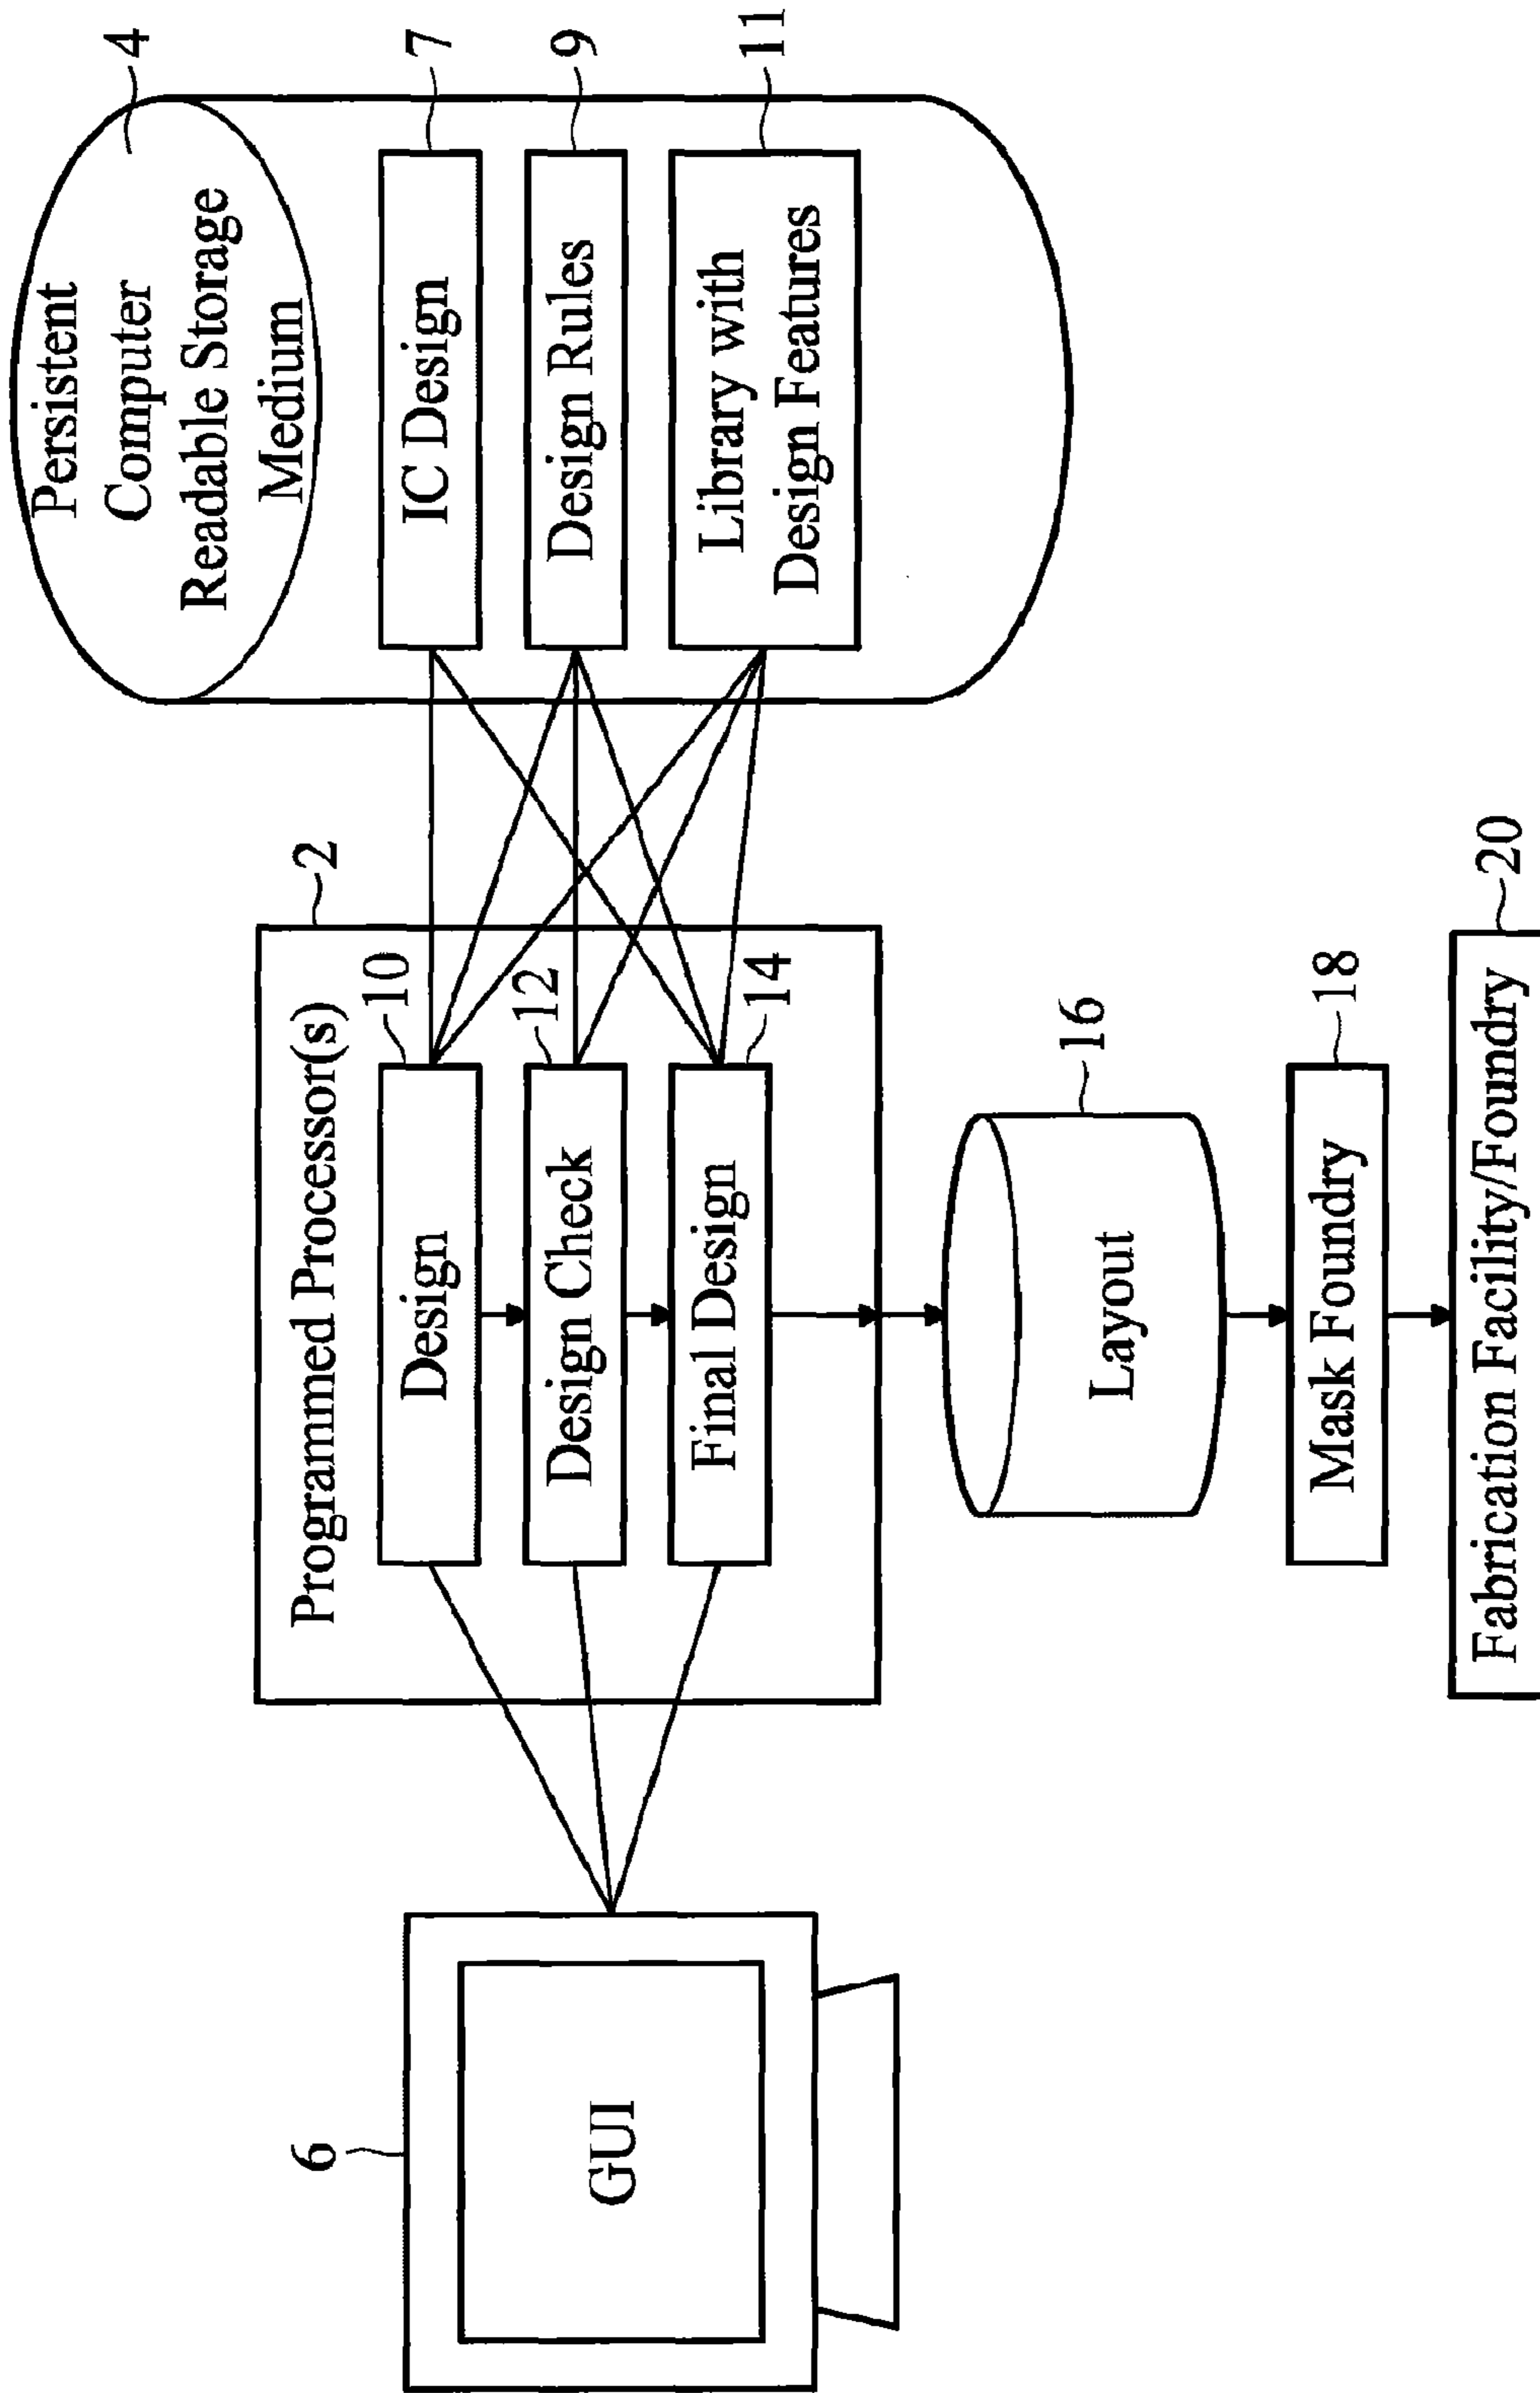 6
GUI
Programmed Processor(s)
2
10
Design
12
Design Check
14
Final Design
16
Layout
18
Mask Foundry
20
Fabrication Facility/Foundry
Persistent
Computer
Readable Storage
Medium
4
IC Design
7
Design Rules
9
Library with
Design Features
11